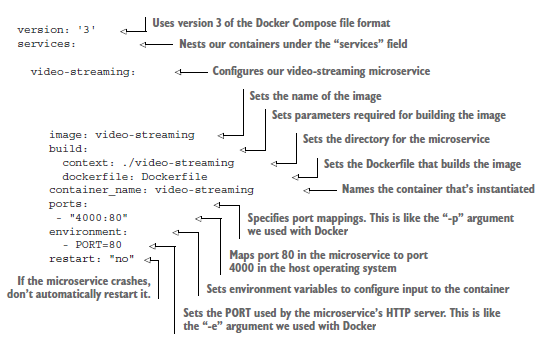 Uses version 3 of the Docker Compose file format
version: '3'
services:
Nests our containers under the “services” field
video-streaming:
Configures our video-streaming microservice
Sets the name of the image
Sets parameters required for building the image
image: video-streaming
Sets the directory for the microservice
build:
context: ./video-streaming
Sets the Dockerfile that builds the image
dockerfile: Dockerfile
container_name: video-streaming
Names the container that’s instantiated
ports:
- "4000:80"
Specifies port mappings. This is like the “-p” argument
we used with Docker
environment:
- PORT=80
Maps port 80 in the microservice to port
4000 in the host operating system
restart: "no"
If the microservice crashes,
don’t automatically restart it.
Sets environment variables to configure input to the container
Sets the PORT used by the microservice’s HTTP server. This is like
the “-e” argument we used with Docker